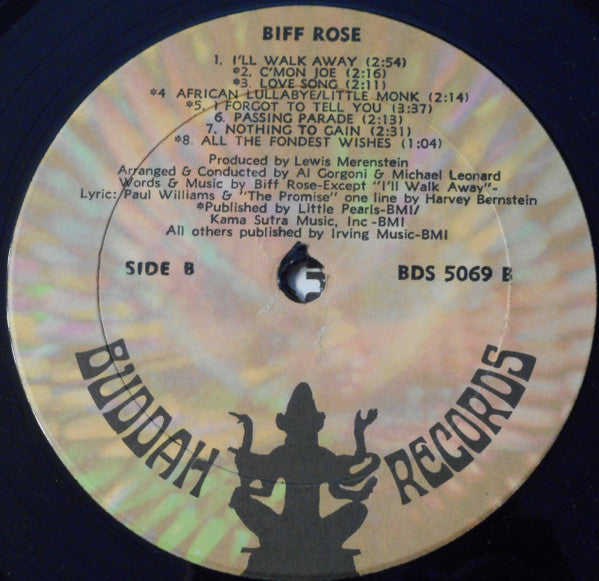 BIFF ROSE
1. I'LL WALK AWAY (2:54)
*2. C'MON JOE (2:16)
*3. LOVE SONG (2:11)
*4 AFRICAN LULLABYE/LITTLE MONK (2:14)
*5. I FORGOT TO TELL YOU (3:37)
6. PASSING PARADE (2:13)
7. NOTHING TO GAIN (2:31)
*8. ALL THE FONDEST WISHES (1:04)
Produced by Lewis Merenstein
Arranged & Conducted by Al Gorgoni & Michael Leonard
Words & Music by Biff Rose-Except "I'll Walk Away"-
Lyric: Paul Williams & "The Promise" one line by Harvey Bernstein
*Published by Little Pearls-BMI/
Kama Sutra Music, Inc -BMI
All others published by Irving Music-BMI
SIDE B
BDS 5069 B
BUDDAH RECORDS